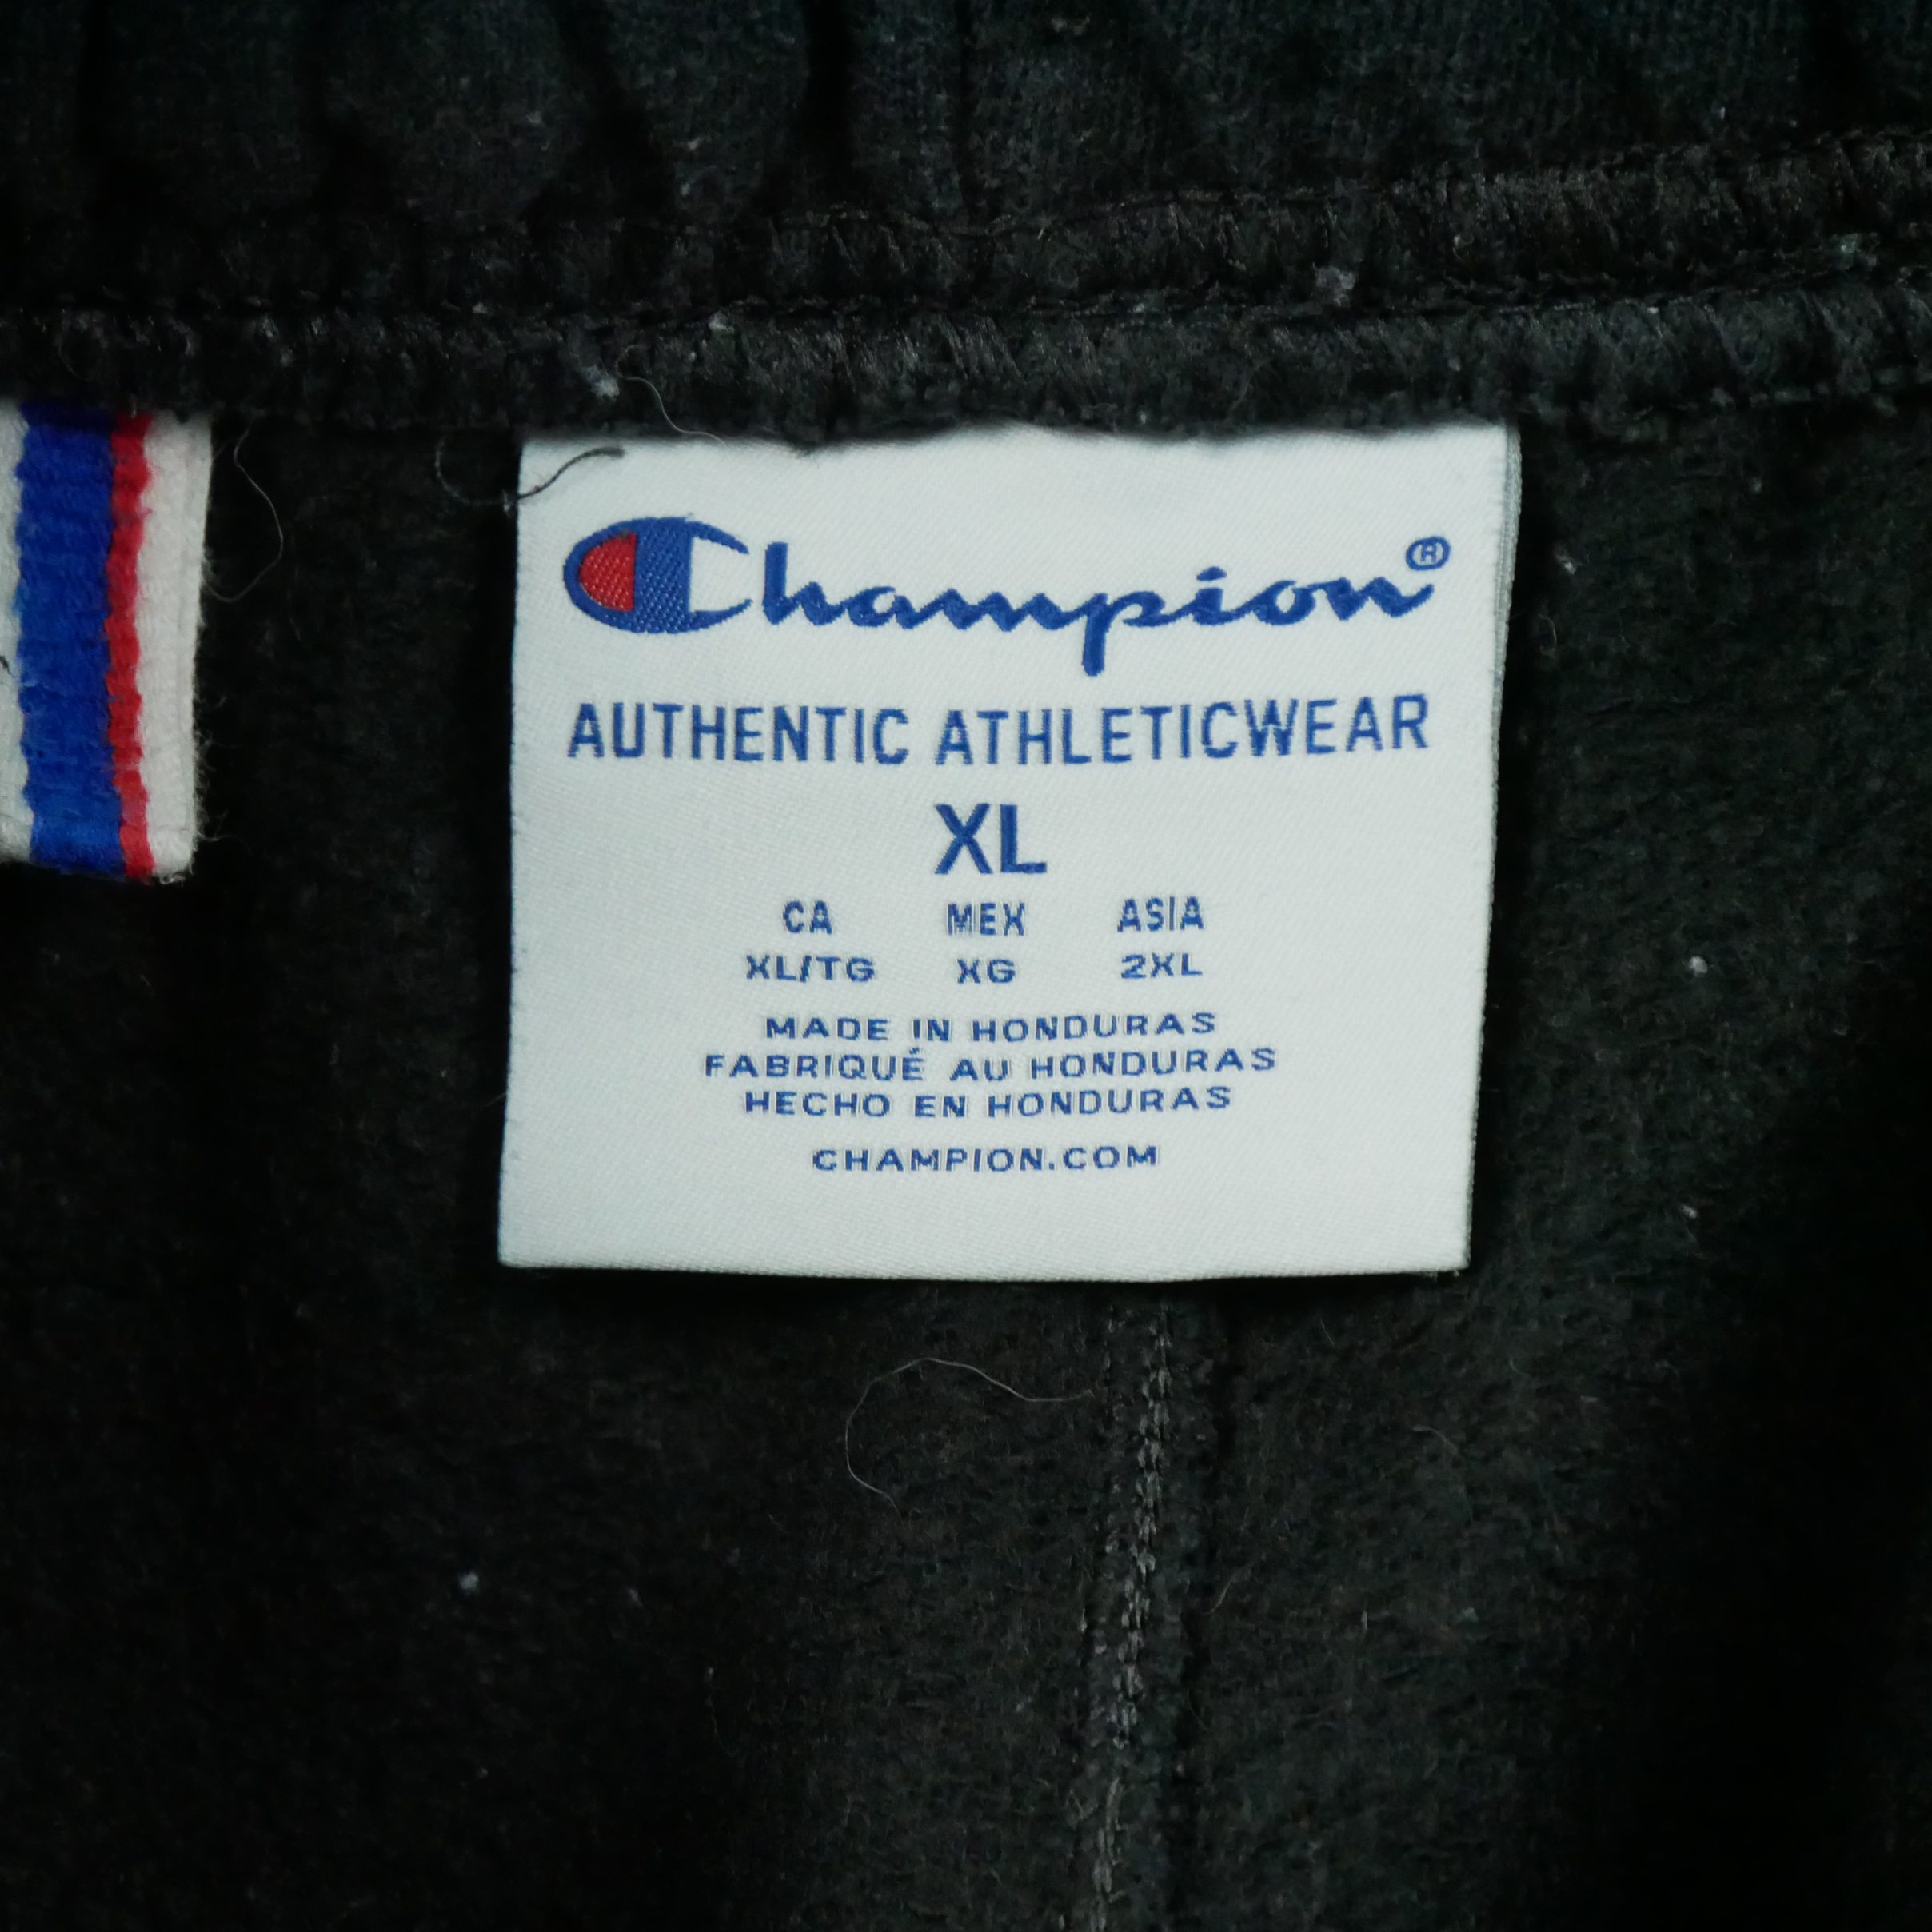 Champion®
AUTHENTIC ATHLETICWEAR
XL
CA MEX ASIA
XL/TG XG 2XL
MADE IN HONDURAS
FABRIQUÉ AU HONDURAS
HECHO EN HONDURAS
CHAMPION.COM